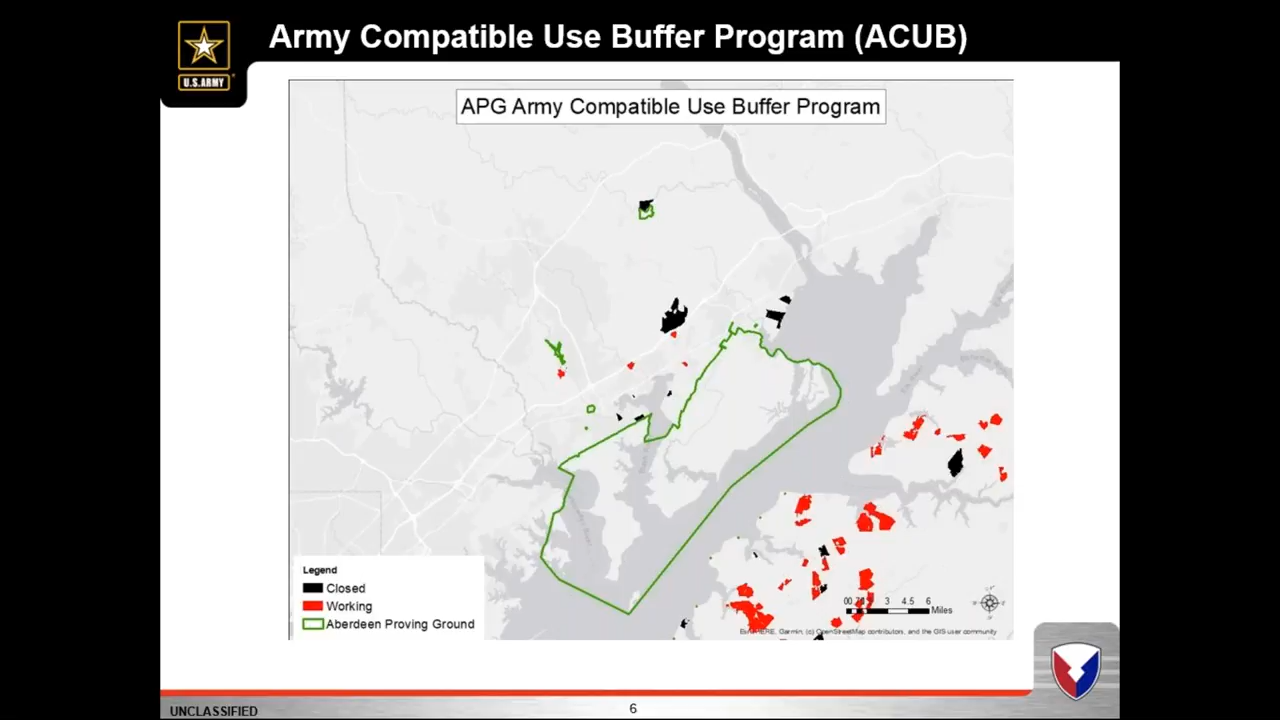 Army Compatible Use Buffer Program (ACUB)
U.S.ARMY
APG Army Compatible Use Buffer Program
Legend
Closed
Working
Aberdeen Proving Ground
3 4.5 6
Miles
HERE, Garmin, (c) OpenStreetMap contributors, and the GIS user community
UNCLASSIFIED
6